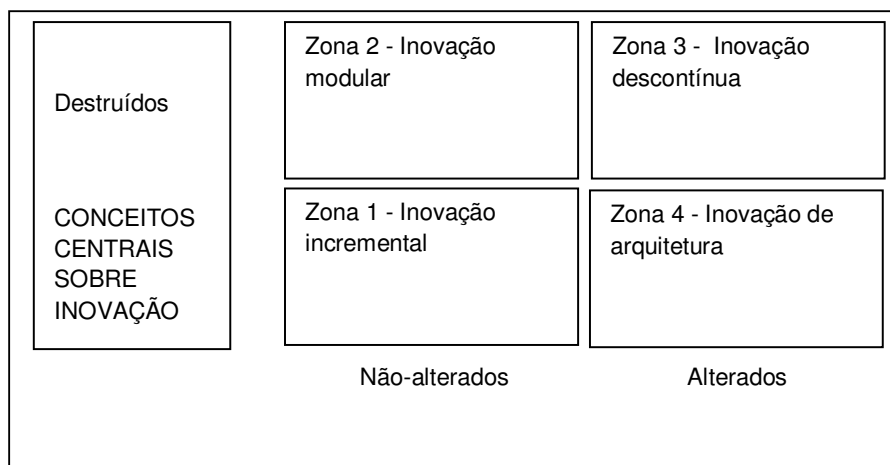 Destruídos
CONCEITOS
CENTRAIS
SOBRE
INOVAÇÃO
Zona 2 - Inovação
modular
Zona 3 -  Inovação
descontínua
Zona 1 - Inovação
incremental
Zona 4 - Inovação de
arquitetura
Não-alterados
Alterados